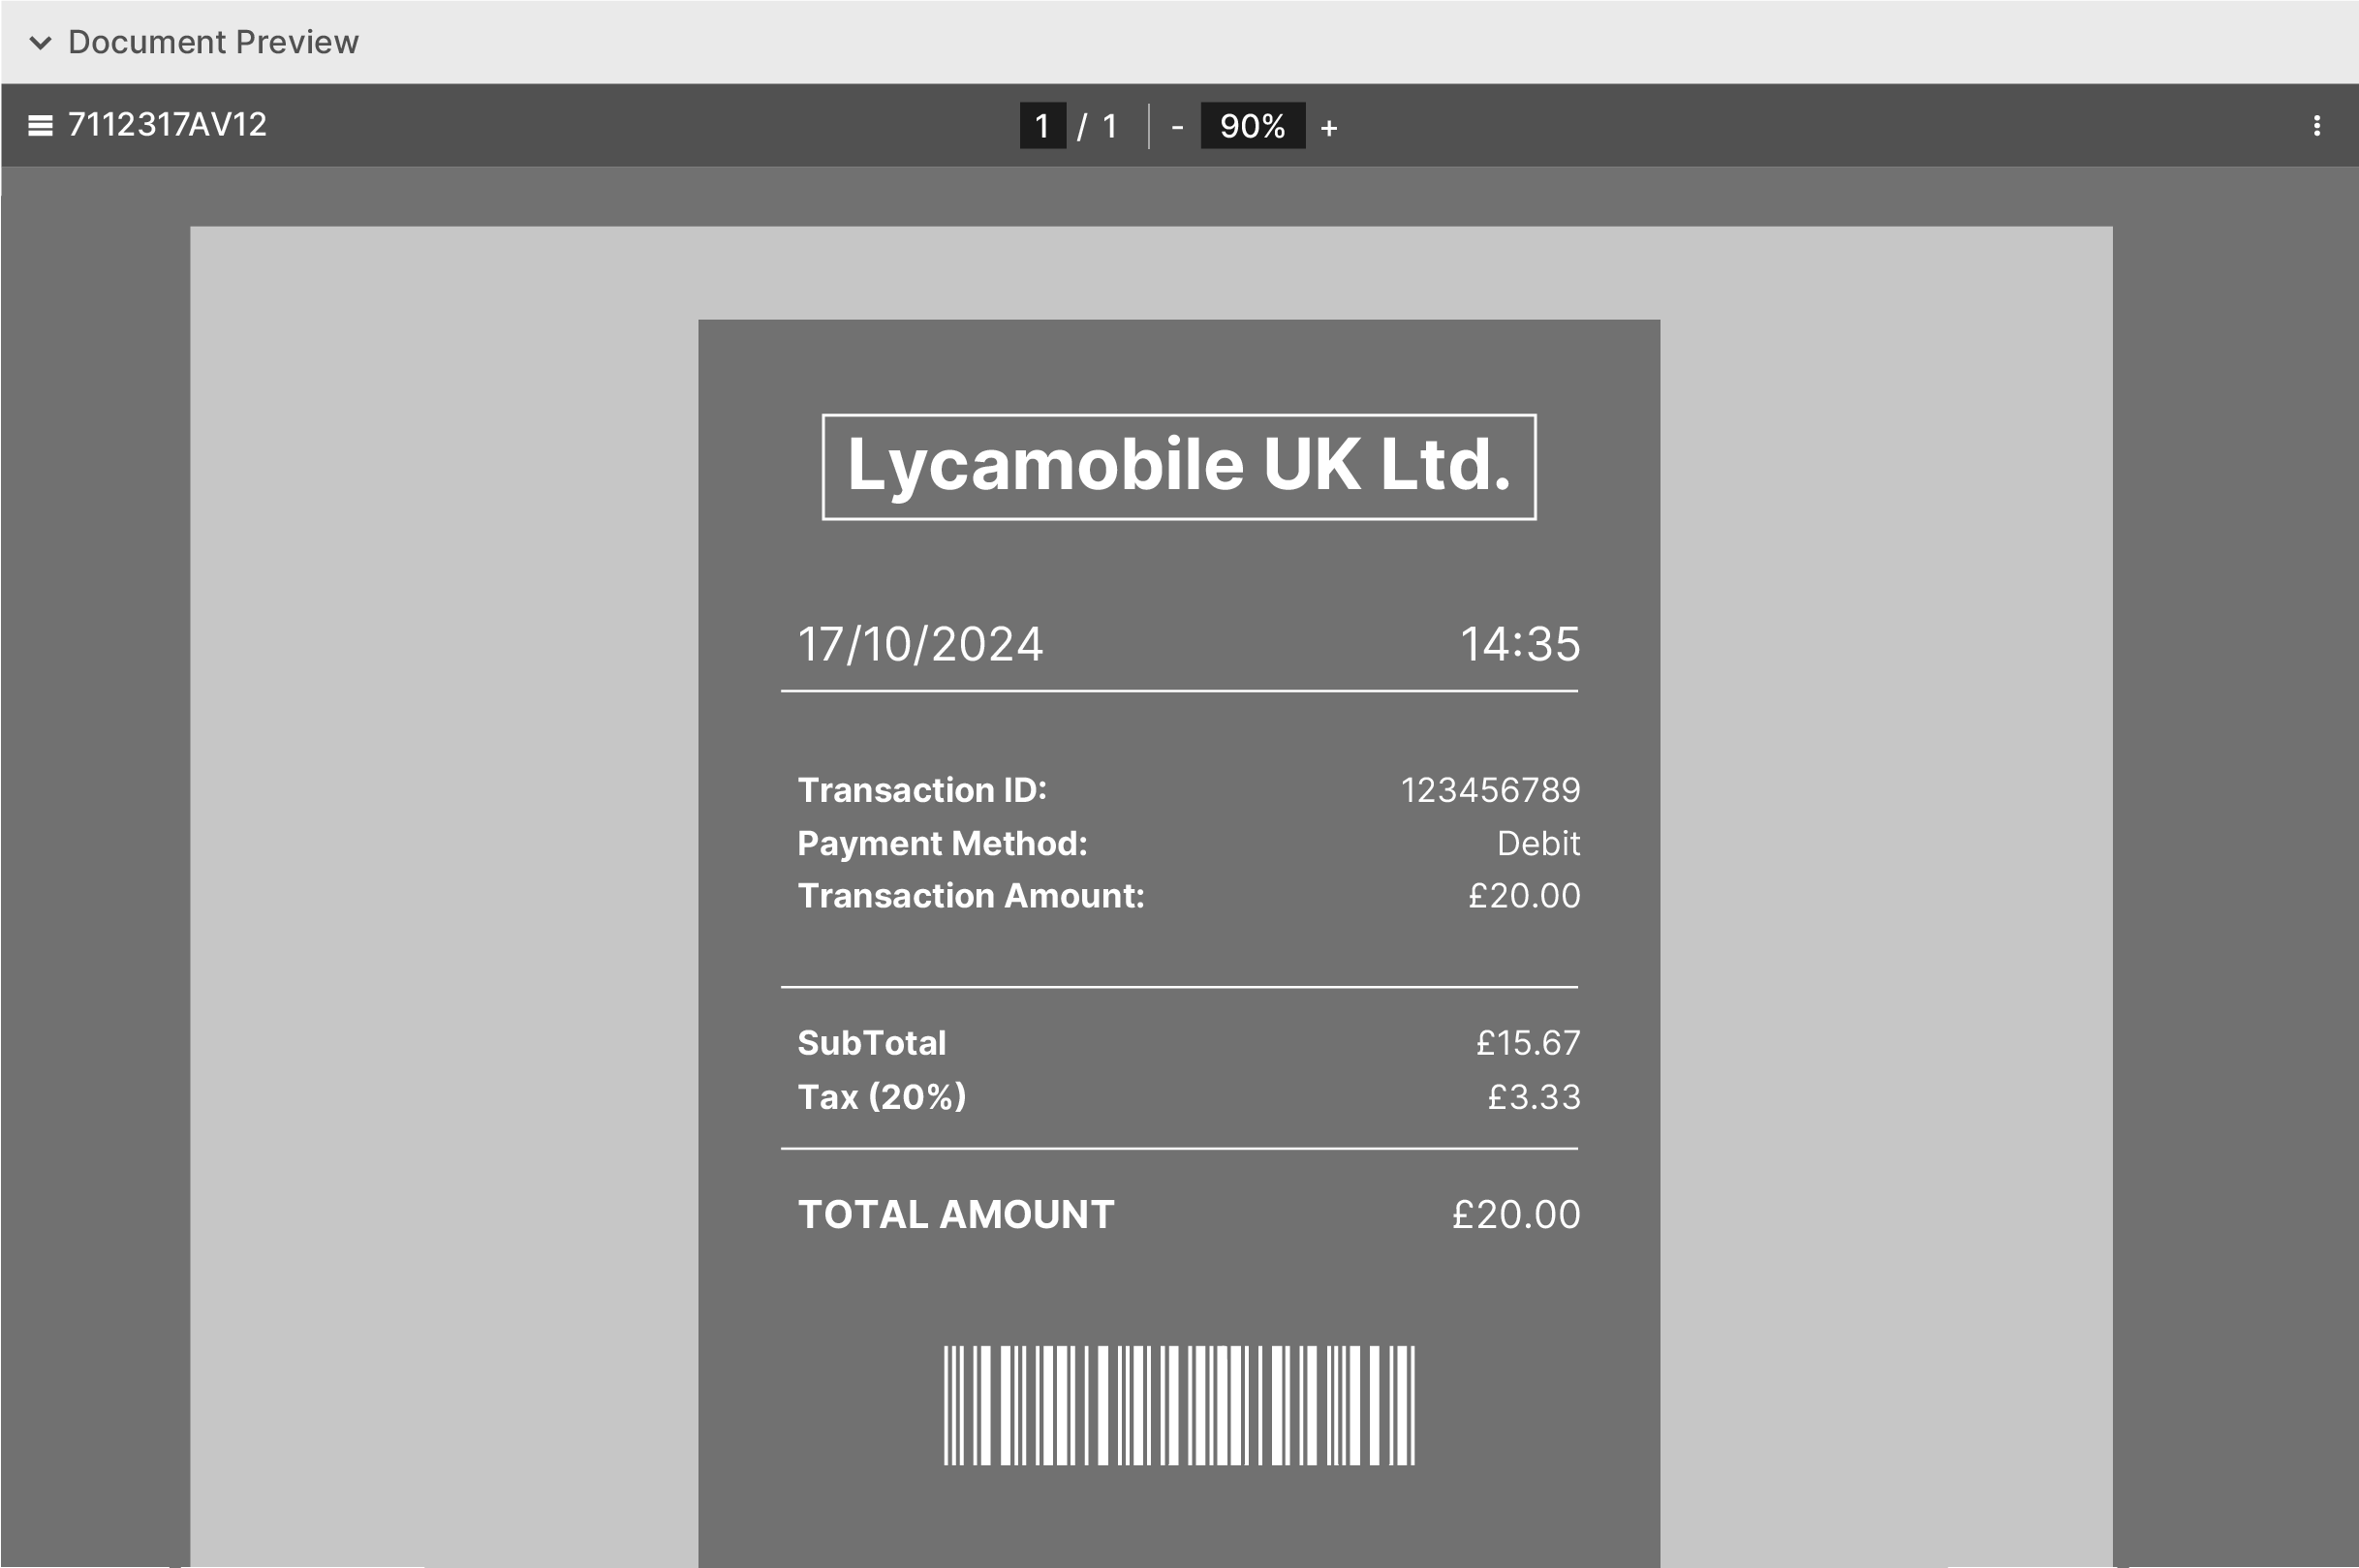 Document Preview
7112317AV12 1 / 1 - 90% +
Lycamobile UK Ltd.
17/10/2024 14:35
Transaction ID: 123456789
Payment Method: Debit
Transaction Amount: £20.00
SubTotal £15.67
Tax (20%) £3.33
TOTAL AMOUNT £20.00